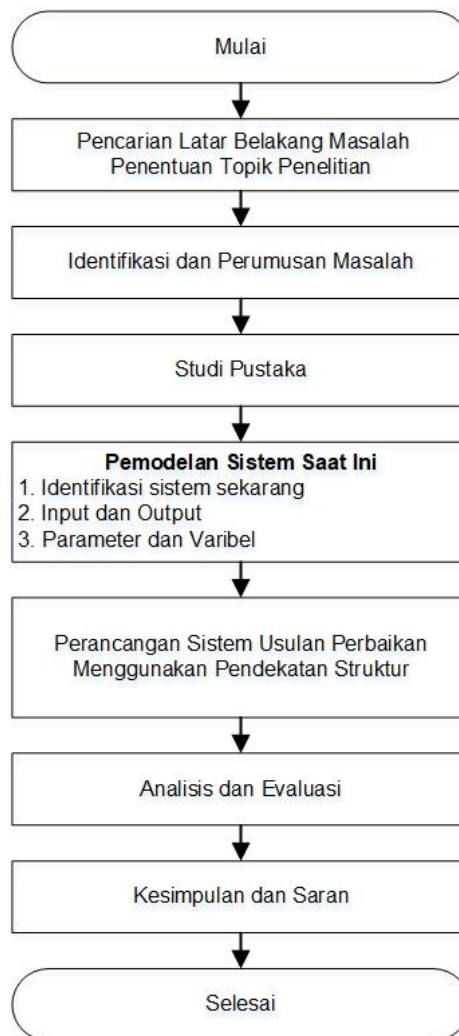 Mulai
Pencarian Latar Belakang Masalah
Penentuan Topik Penelitian
Identifikasi dan Perumusan Masalah
Studi Pustaka
Pemodelan Sistem Saat Ini
1. Identifikasi sistem sekarang
2. Input dan Output
3. Parameter dan Varibel
Perancangan Sistem Usulan Perbaikan
Menggunakan Pendekatan Struktur
Analisis dan Evaluasi
Kesimpulan dan Saran
Selesai